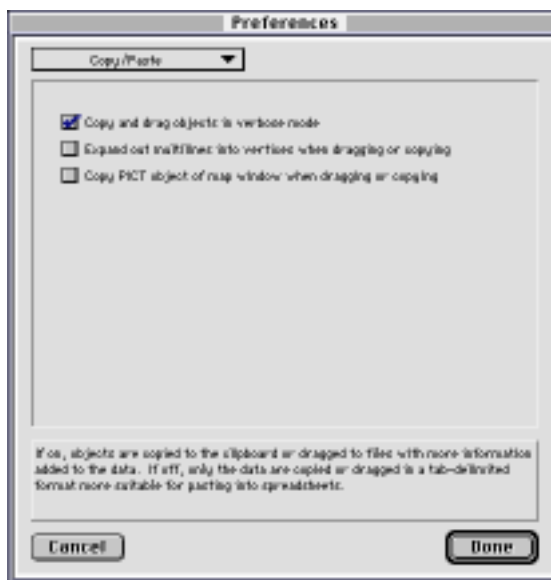 Preferences
Copy/Paste
Copy and drag objects in verbose mode
Expand out multilines into vertices when dragging or copying
Copy PICT object of map window when dragging or copying
If on, objects are copied to the clipboard or dragged to files with more information
added to the data. If off, only the data are copied or dragged in a tab-delimited
format more suitable for pasting into spreadsheets.
Cancel
Done